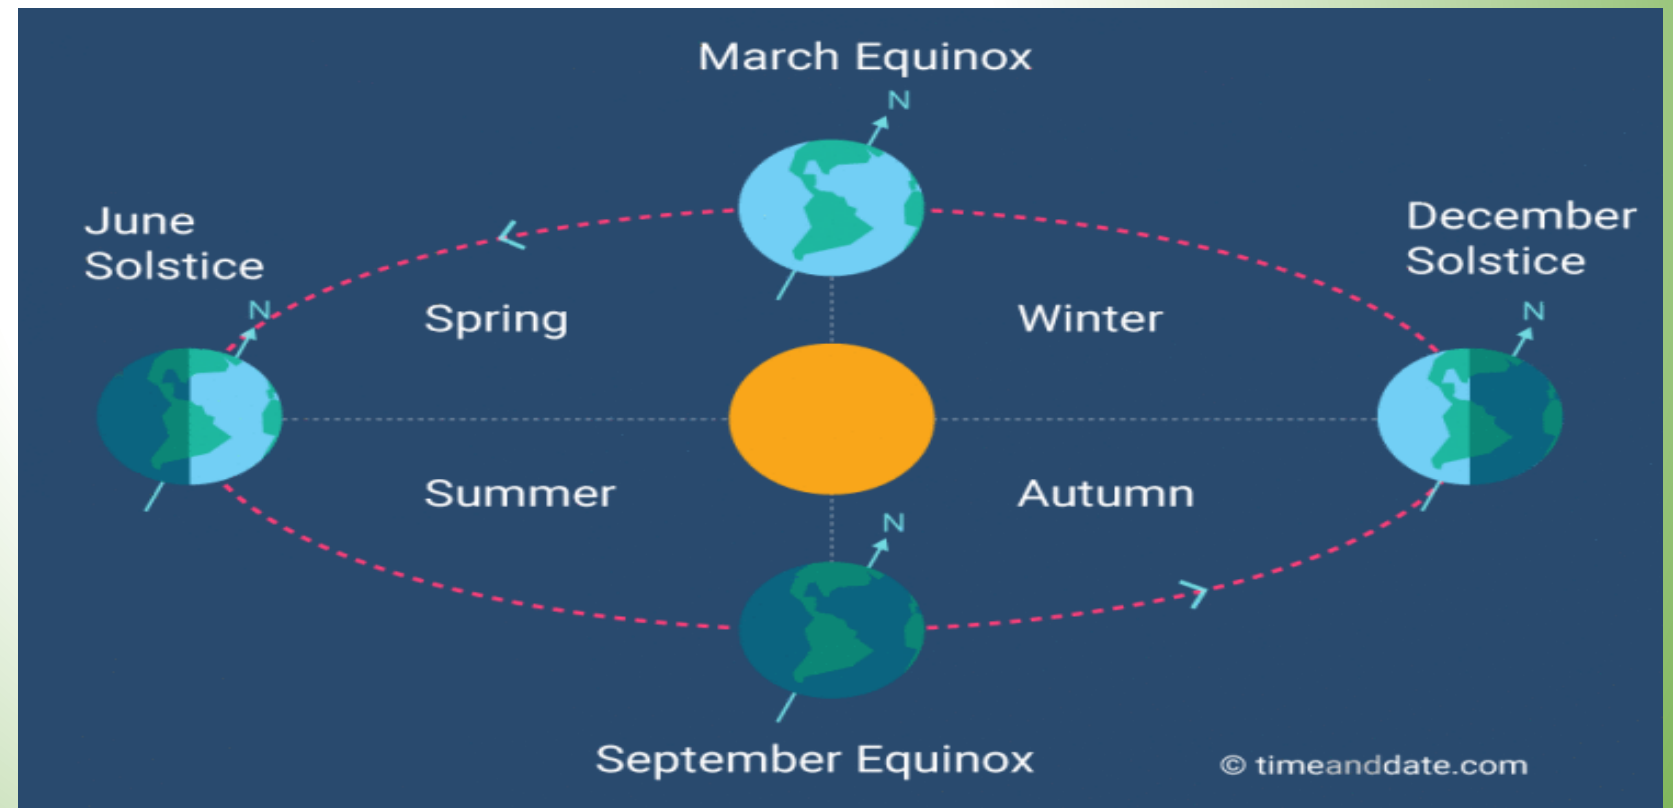 March Equinox
N
June
Solstice
December
Solstice
N
N
Spring
Winter
Summer
Autumn
N
September Equinox
© timeanddate.com